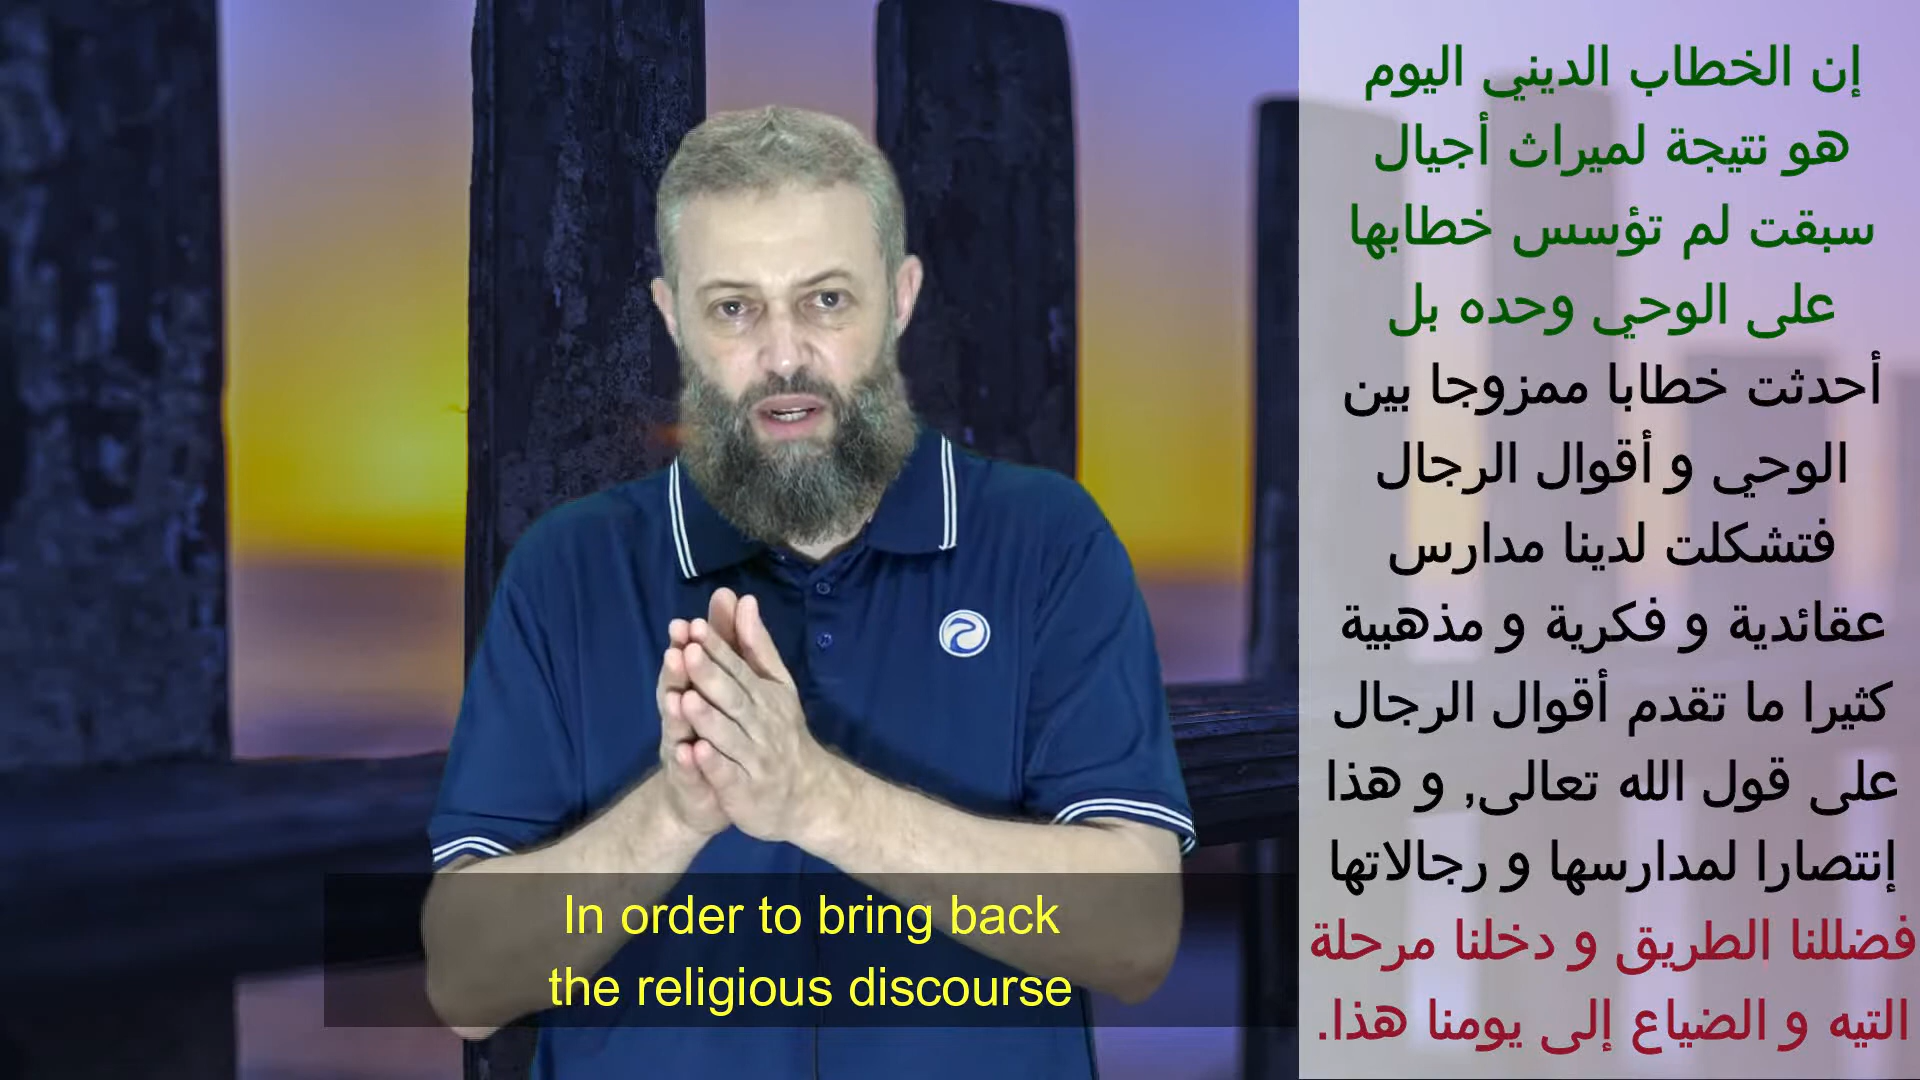 إن الخطاب الديني اليوم
هو نتيجة لميراث أجيال
سبقت لم تؤسس خطابها
على الوحي وحده بل
أحدثت خطابا ممزوجا بين
الوحي و أقوال الرجال
فتشكلت لدينا مدارس
عقائدية و فكرية و مذهبية
كثيرا ما تقدم أقوال الرجال
على قول الله تعالى, و هذا
إنتصارا لمدارسها و رجالاتها
فضللنا الطريق و دخلنا مرحلة
التيه و الضياع إلى يومنا هذا.
In order to bring back
the religious discourse